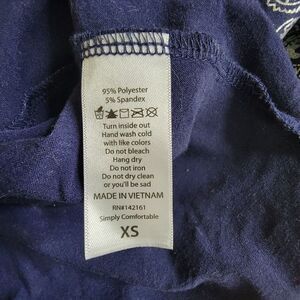 95% Polyester
5% Spandex
Turn inside out
Hand wash cold
with like colors
Do not bleach
Hang dry
Do not iron
Do not dry clean
or you'll be sad
MADE IN VIETNAM
RN#142161
Simply Comfortable
XS